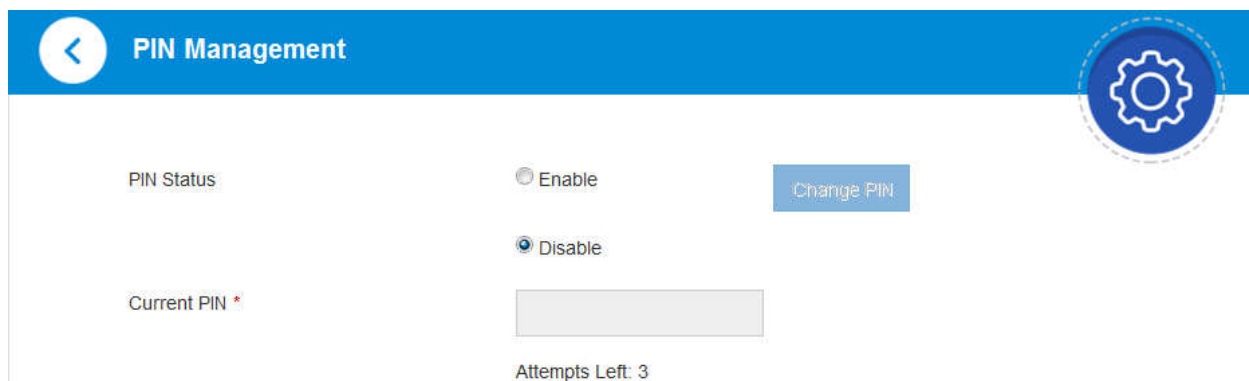 PIN Management
PIN Status
Enable
Change PIN
Disable
Current PIN *
Attempts Left: 3